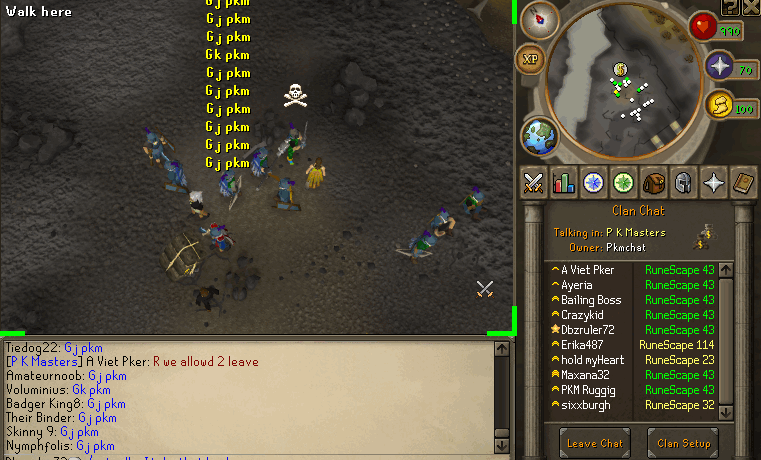 Walk here
Gj pkm
Gj pkm
Gj pkm
Gk pkm
Gj pkm
Gj pkm
Gj pkm
Gj pkm
Gj pkm
Gj pkm
990
XP
70
100
Clan Chat
Talking in: P K Masters
Owner: Pkmchat
A Viet Pker RuneScape 43
Ayeria RuneScape 43
Bailing Boss RuneScape 43
Crazykid RuneScape 43
Dbzruler72 RuneScape 43
Erika487 RuneScape 114
hold myHeart RuneScape 23
Maxana32 RuneScape 43
PKM Ruggig RuneScape 43
sixxburgh RuneScape 32
Leave Chat
Clan Setup
Tiedog22: Gj pkm
[P K Masters] A Viet Pker: R we allowd 2 leave
Amateurnoob: Gj pkm
Voluminius: Gk pkm
Badger King8: Gj pkm
Their Binder: Gj pkm
Skinny 9: Gj pkm
Nymphfolis: Gj pkm